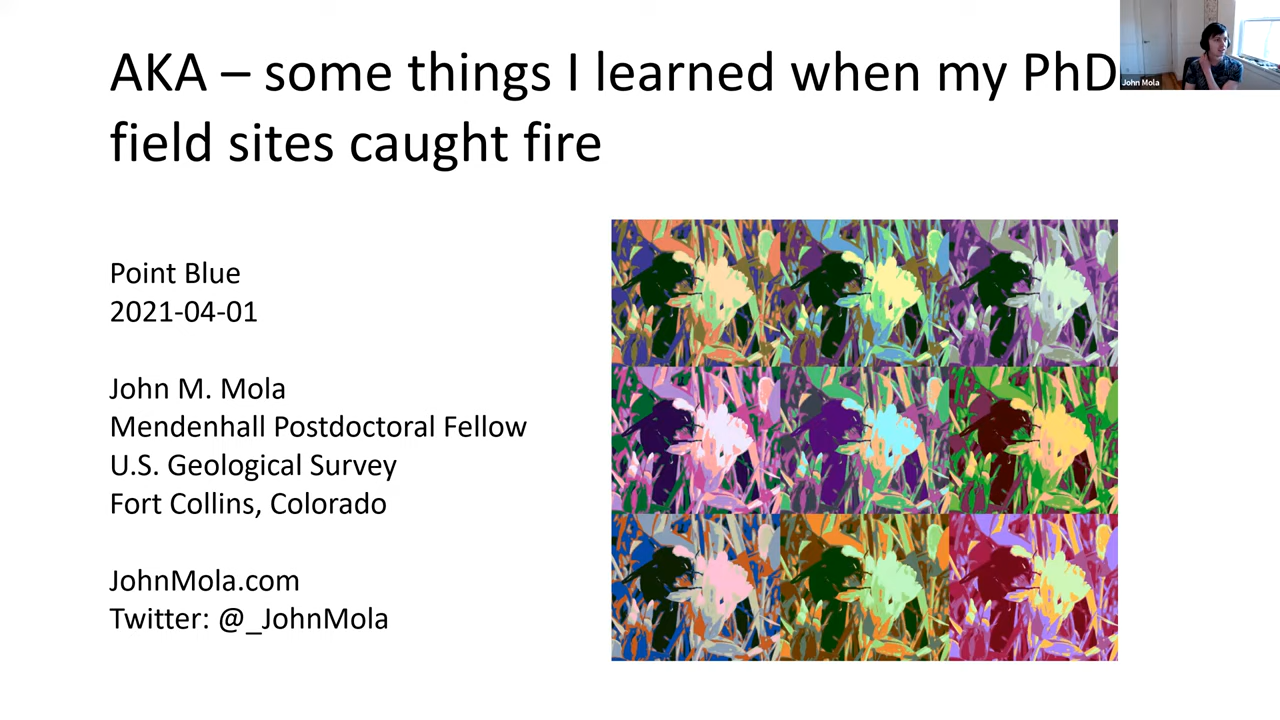 AKA – some things I learned when my PhD
field sites caught fire
John Mola
Point Blue
2021-04-01
John M. Mola
Mendenhall Postdoctoral Fellow
U.S. Geological Survey
Fort Collins, Colorado
JohnMola.com
Twitter: @_JohnMola